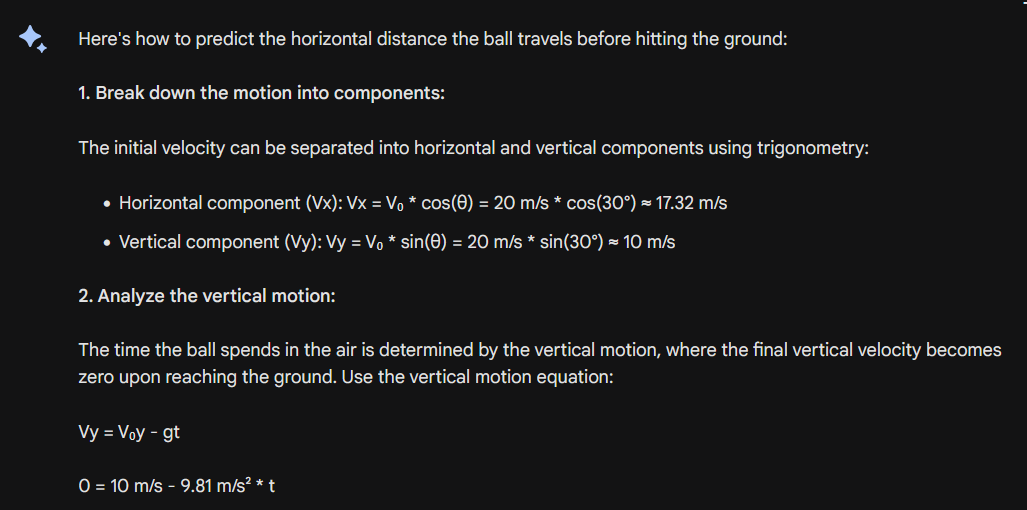 Here's how to predict the horizontal distance the ball travels before hitting the ground:
1. Break down the motion into components:
The initial velocity can be separated into horizontal and vertical components using trigonometry:
• Horizontal component (Vx): Vx = V₀ * cos(θ) = 20 m/s * cos(30°) ≈ 17.32 m/s
• Vertical component (Vy): Vy = V₀ * sin(θ) = 20 m/s * sin(30°) ≈ 10 m/s
2. Analyze the vertical motion:
The time the ball spends in the air is determined by the vertical motion, where the final vertical velocity becomes
zero upon reaching the ground. Use the vertical motion equation:
Vy = V₀y - gt
0 = 10 m/s - 9.81 m/s² * t